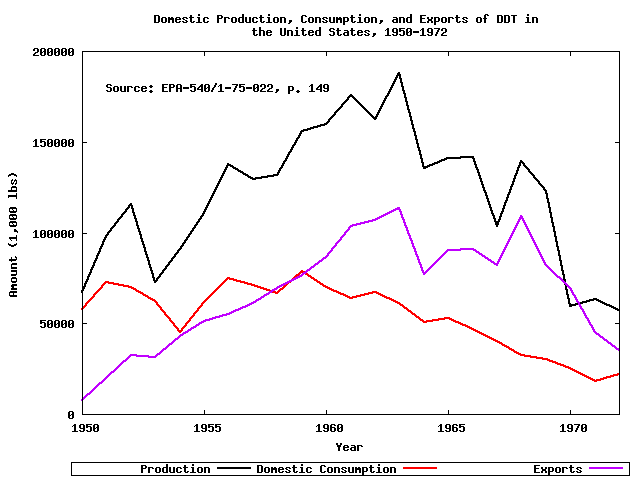 Domestic Production, Consumption, and Exports of DDT in
the United States, 1950-1972
200000
Source: EPA-540/1-75-022, p. 149
150000
100000
50000
0
Amount (1,000 lbs)
1950 1955 1960 1965 1970
Year
Production Domestic Consumption Exports